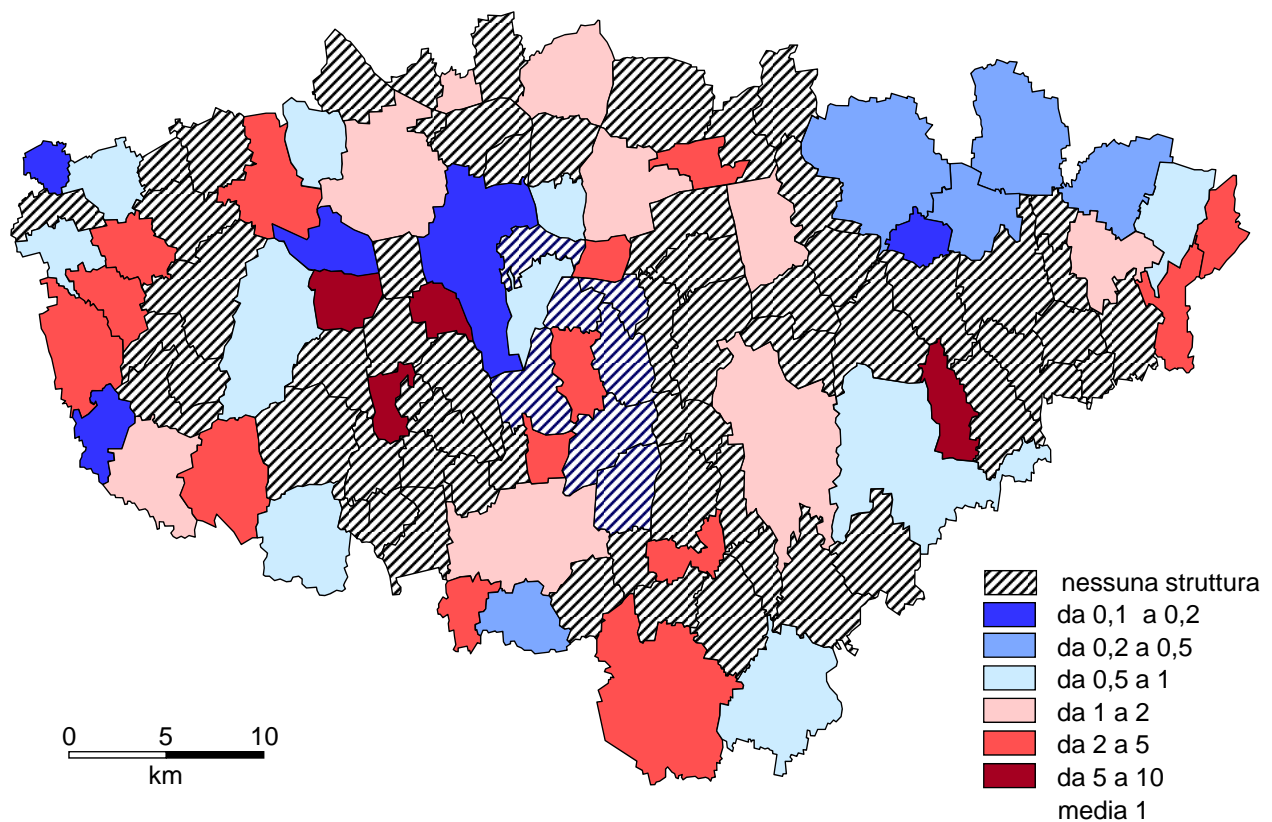 nessuna struttura
da 0,1 a 0,2
da 0,2 a 0,5
da 0,5 a 1
da 1 a 2
da 2 a 5
da 5 a 10
media 1
0 5 10
km